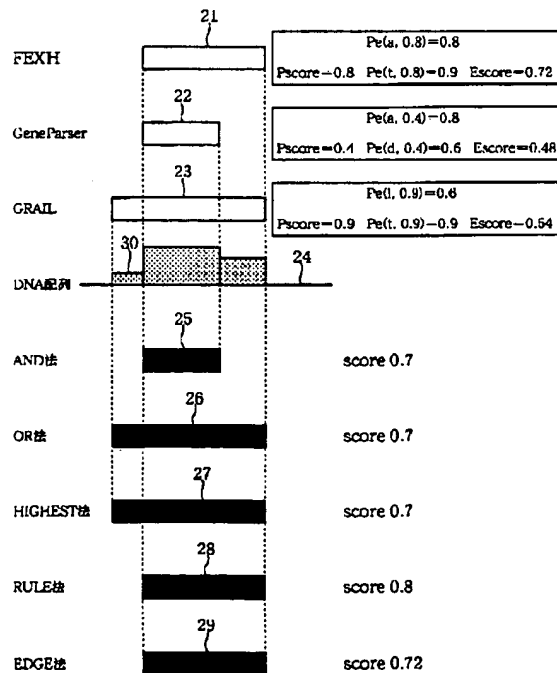 21
FEXH
Pe(a, 0.8)=0.8
Pscore=0.8 Pe(t, 0.8)=0.9 Escore=0.72
22
GeneParser
Pe(a, 0.4)=0.8
Pscore=0.4 Pe(d, 0.4)=0.6 Escore=0.48
23
GRAIL
Pe(l, 0.9)=0.6
Pscore=0.9 Pe(t, 0.9)=0.9 Escore=0.54
30
24
DNA配列
25
AND法 score 0.7
26
OR法 score 0.7
27
HIGHEST法 score 0.7
28
RULE法 score 0.8
29
EDGE法 score 0.72